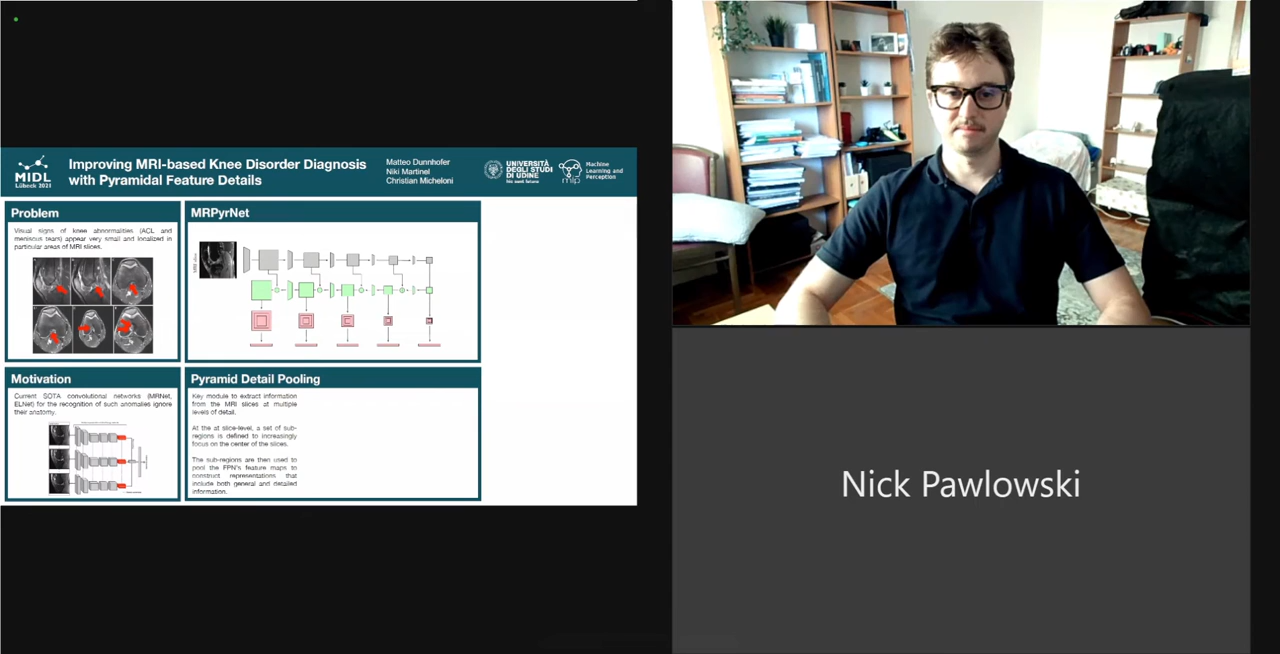 MIDL
Lübeck 2021
Improving MRI-based Knee Disorder Diagnosis
with Pyramidal Feature Details
Matteo Dunnhofer
Niki Martinel
Christian Micheloni
UNIVERSITÀ
DEGLI STUDI
DI UDINE
hic sunt futura
mlp
Machine
Learning and
Perception
Problem
Visual signs of knee abnormalities (ACL and
meniscus tears) appear very small and localized in
particular areas of MRI slices.
MRPyrNet
MRI slice
Motivation
Current SOTA convolutional networks (MRNet,
ELNet) for the recognition of such anomalies ignore
their anatomy.
Pyramid Detail Pooling
Key module to extract information
from the MRI slices at multiple
levels of detail.
At the at slice-level, a set of sub-
regions is defined to increasingly
focus on the center of the slices.
The sub-regions are then used to
pool the FPN's feature maps to
construct representations that
include both general and detailed
information.
Nick Pawlowski